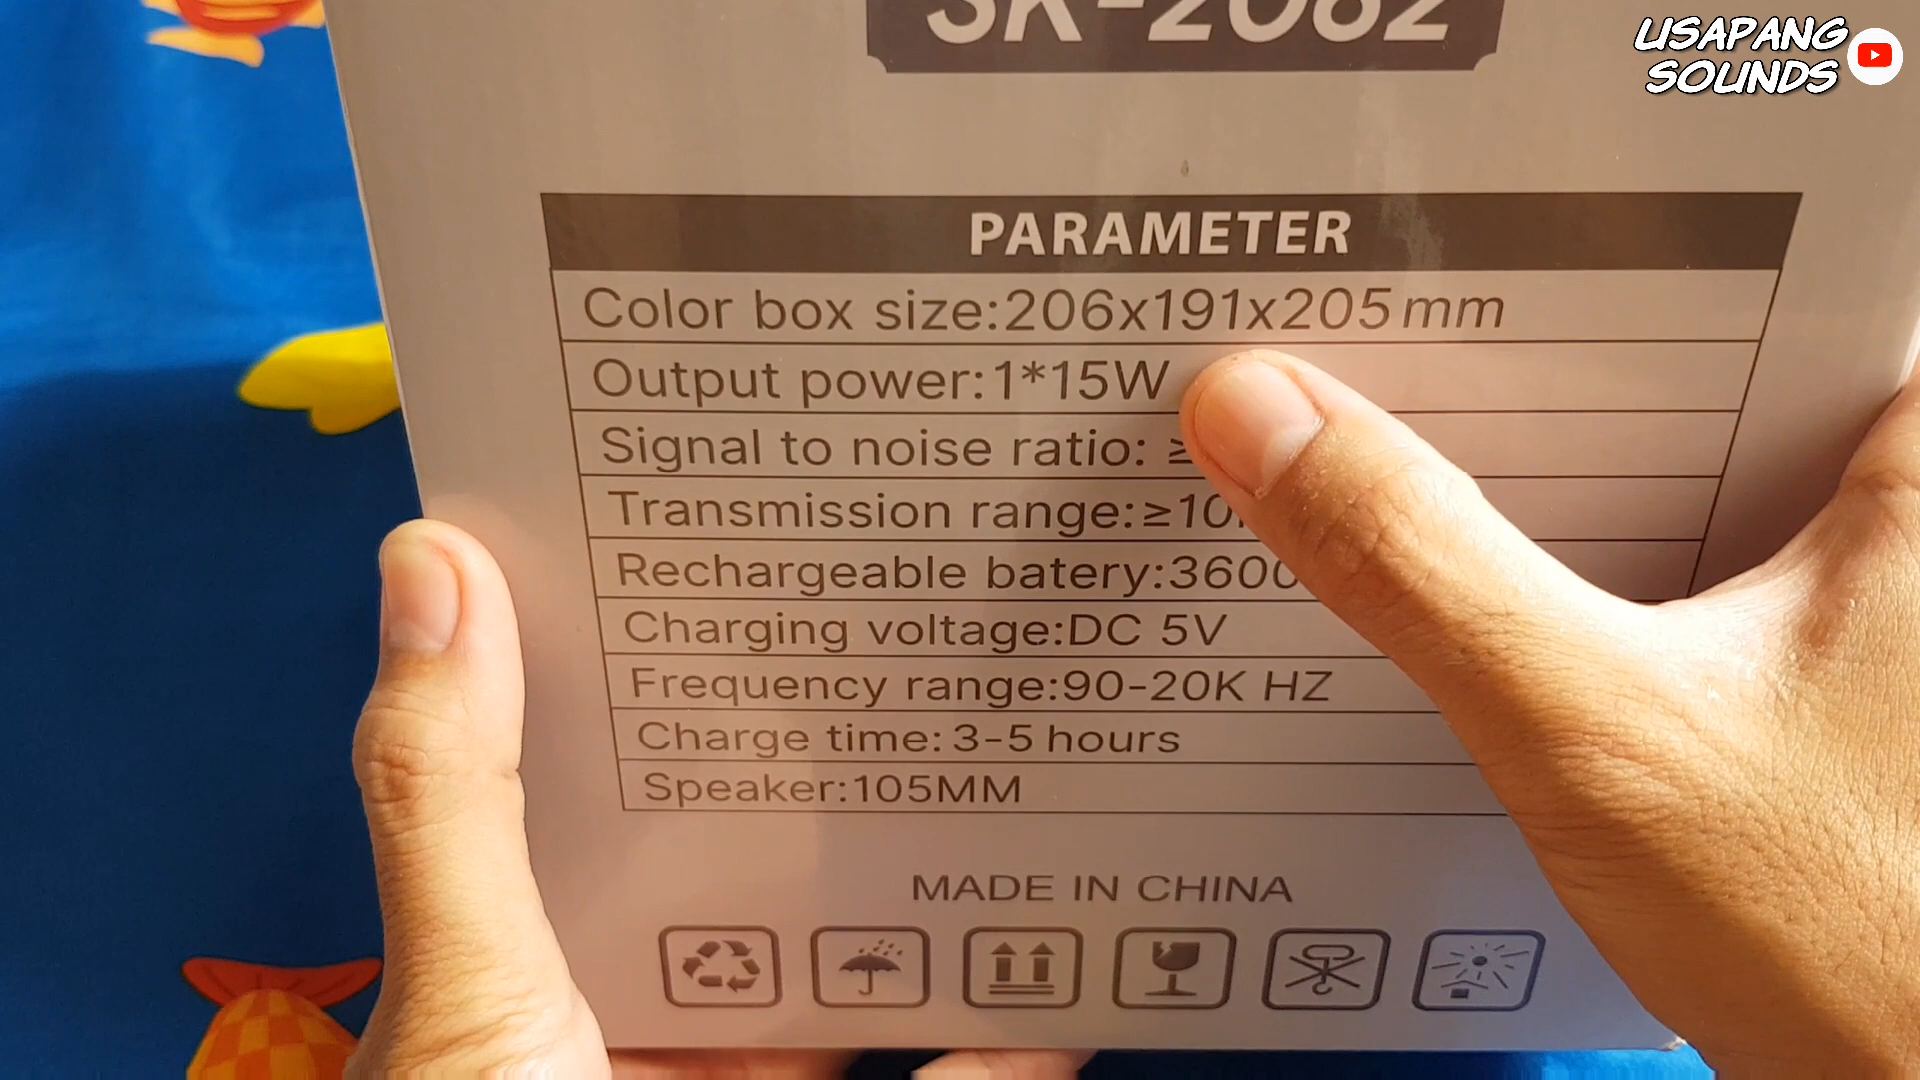 SK-2082
LISAPANG
SOUNDS
PARAMETER
Color box size:206x191x205mm
Output power:1*15W
Signal to noise ratio: ≥
Transmission range:≥10
Rechargeable batery:3600
Charging voltage:DC 5V
Frequency range:90-20K HZ
Charge time: 3-5 hours
Speaker:105MM
MADE IN CHINA